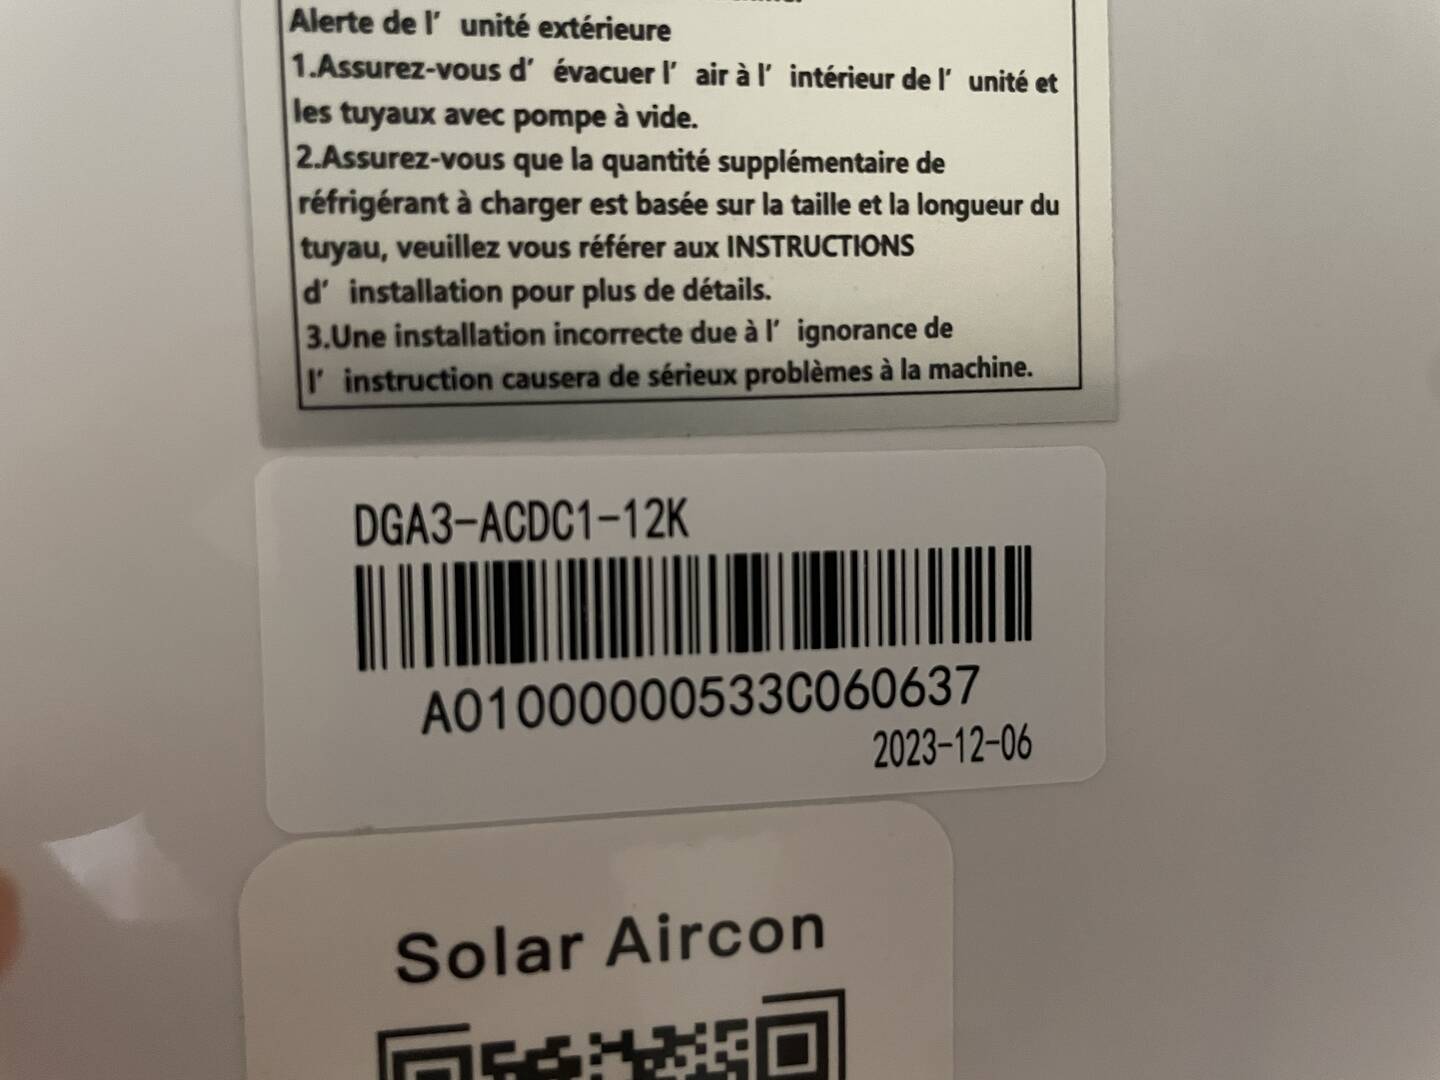 Alerte de l' unité extérieure
1.Assurez-vous d' évacuer l' air à l' intérieur de l' unité et
les tuyaux avec pompe à vide.
2.Assurez-vous que la quantité supplémentaire de
réfrigérant à charger est basée sur la taille et la longueur du
tuyau, veuillez vous référer aux INSTRUCTIONS
d' installation pour plus de détails.
3.Une installation incorrecte due à l' ignorance de
l' instruction causera de sérieux problèmes à la machine.
DGA3-ACDC1-12K
A01000000533C060637
2023-12-06
Solar Aircon